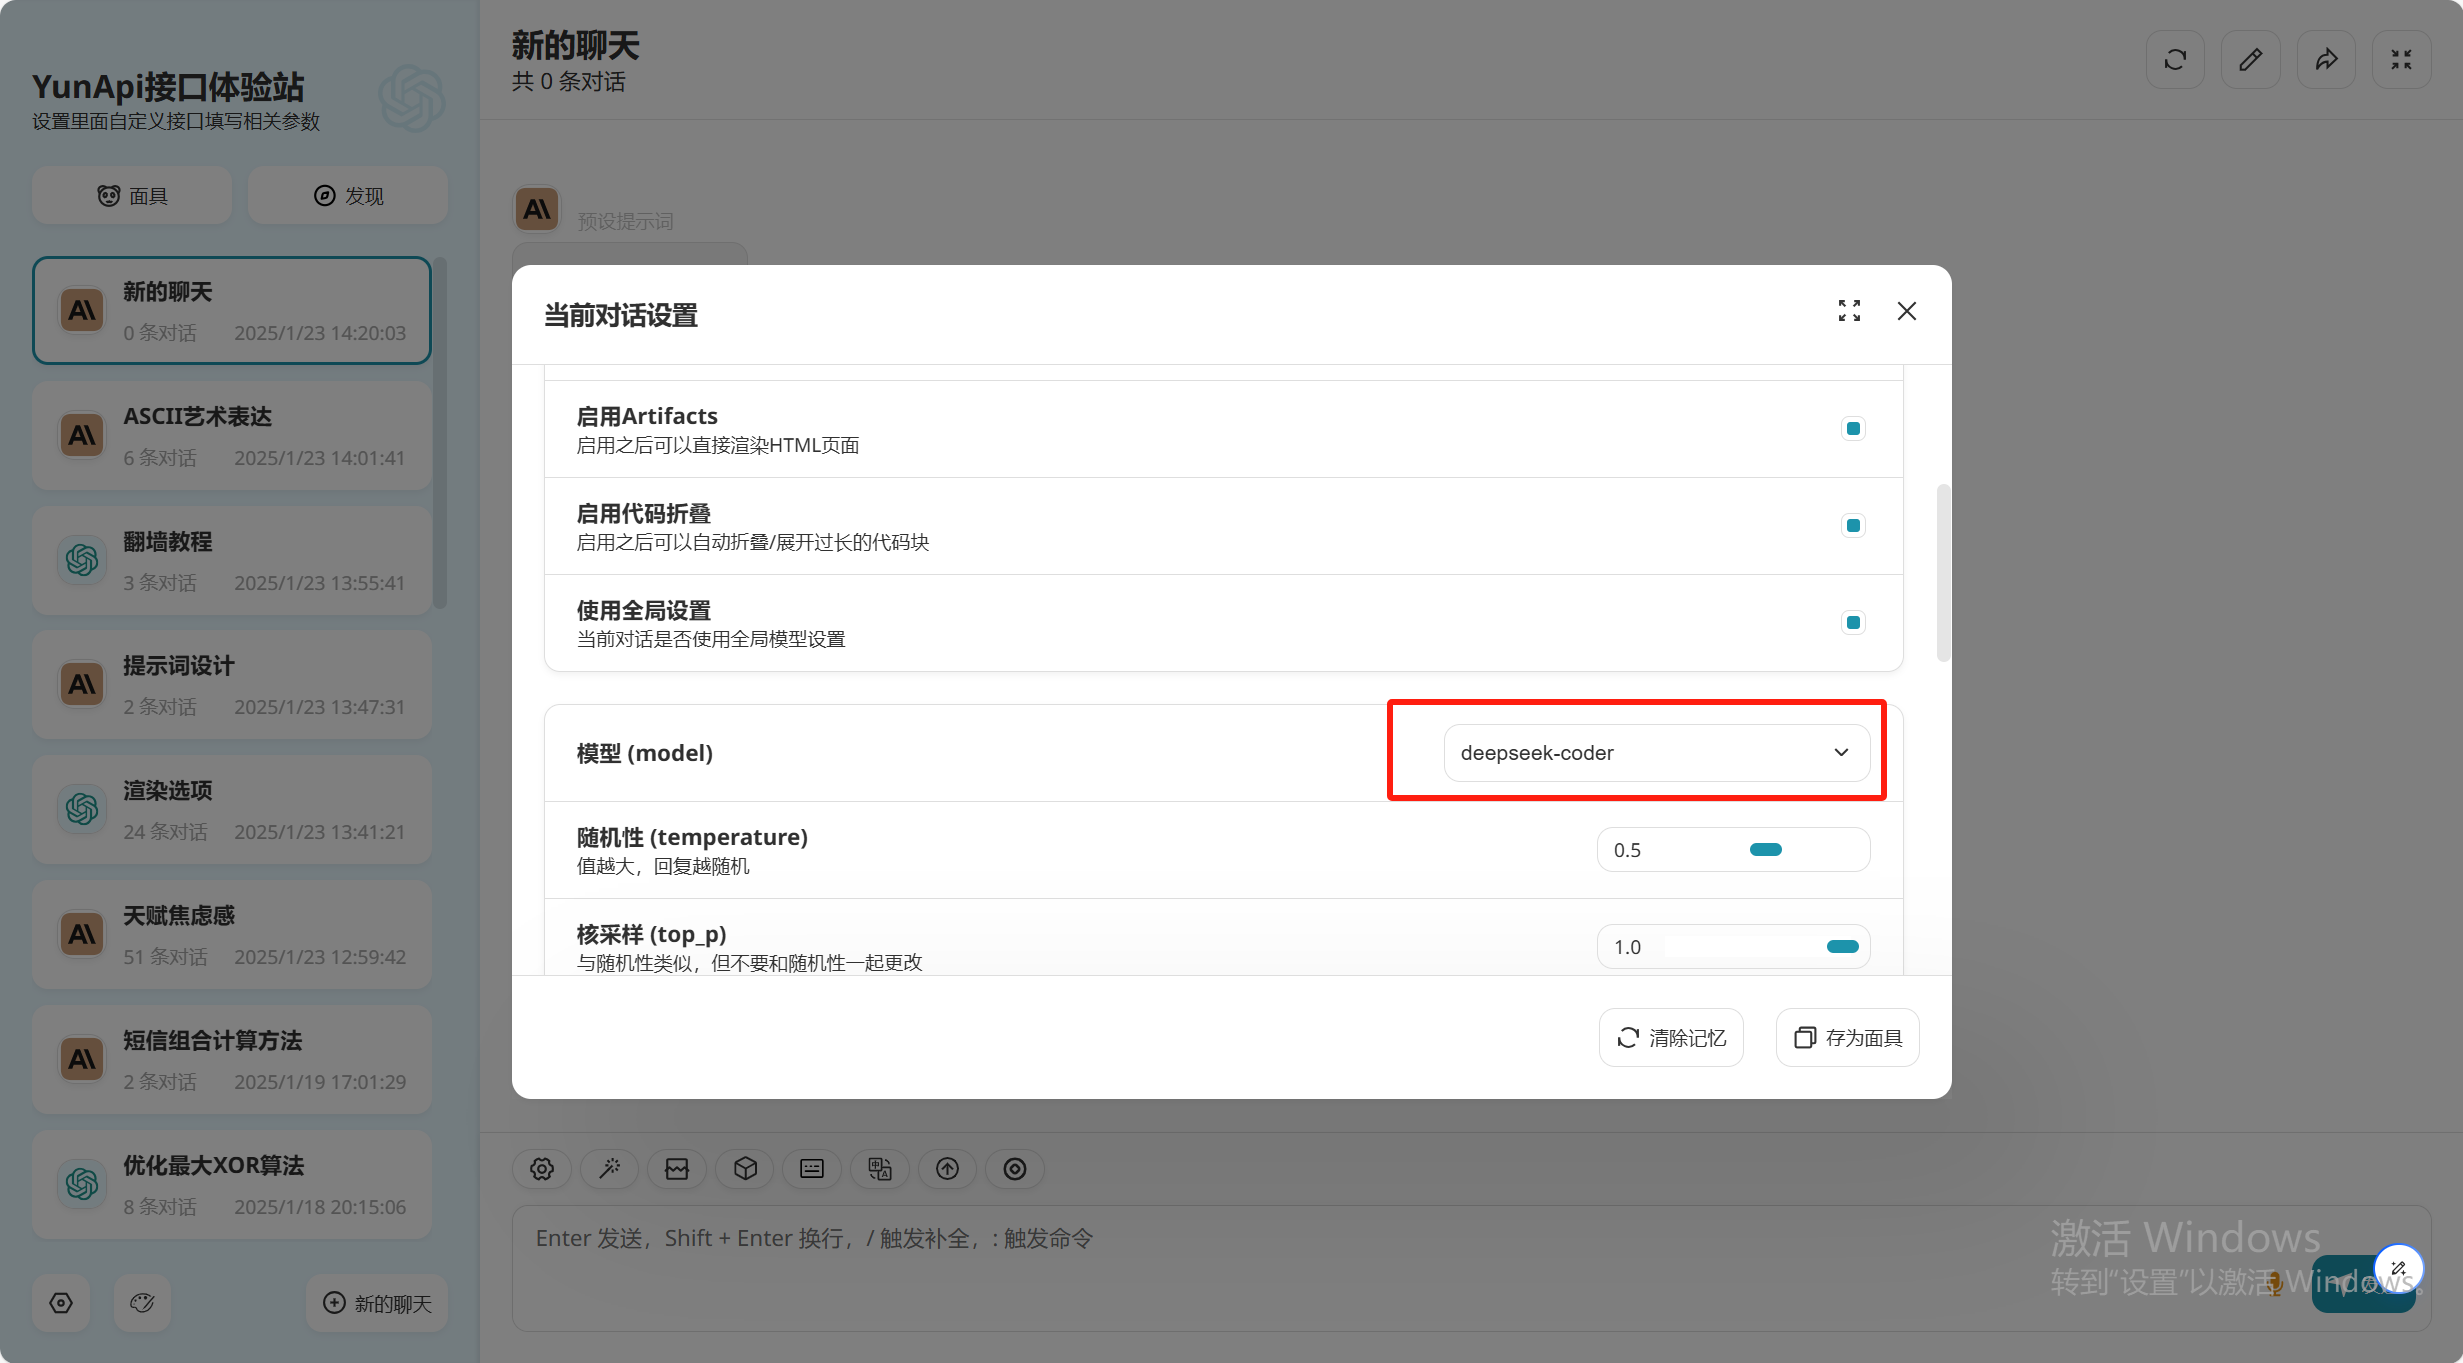 YunApi接口体验站
设置里面自定义接口填写相关参数
面具
发现
新的聊天
0 条对话
2025/1/23 14:20:03
ASCII艺术表达
6 条对话
2025/1/23 14:01:41
翻墙教程
3 条对话
2025/1/23 13:55:41
提示词设计
2 条对话
2025/1/23 13:47:31
渲染选项
24 条对话
2025/1/23 13:41:21
天赋焦虑感
51 条对话
2025/1/23 12:59:42
短信组合计算方法
2 条对话
2025/1/19 17:01:29
优化最大XOR算法
8 条对话
2025/1/18 20:15:06
新的聊天
新的聊天
共 0 条对话
预设提示词
当前对话设置
启用Artifacts
启用之后可以直接渲染HTML页面
启用代码折叠
启用之后可以自动折叠/展开过长的代码块
使用全局设置
当前对话是否使用全局模型设置
模型 (model)
deepseek-coder
随机性 (temperature)
值越大，回复越随机
0.5
核采样 (top_p)
与随机性类似，但不要和随机性一起更改
1.0
清除记忆
存为面具
Enter 发送，Shift + Enter 换行，/ 触发补全，: 触发命令
激活 Windows
转到"设置"以激活 Windows。